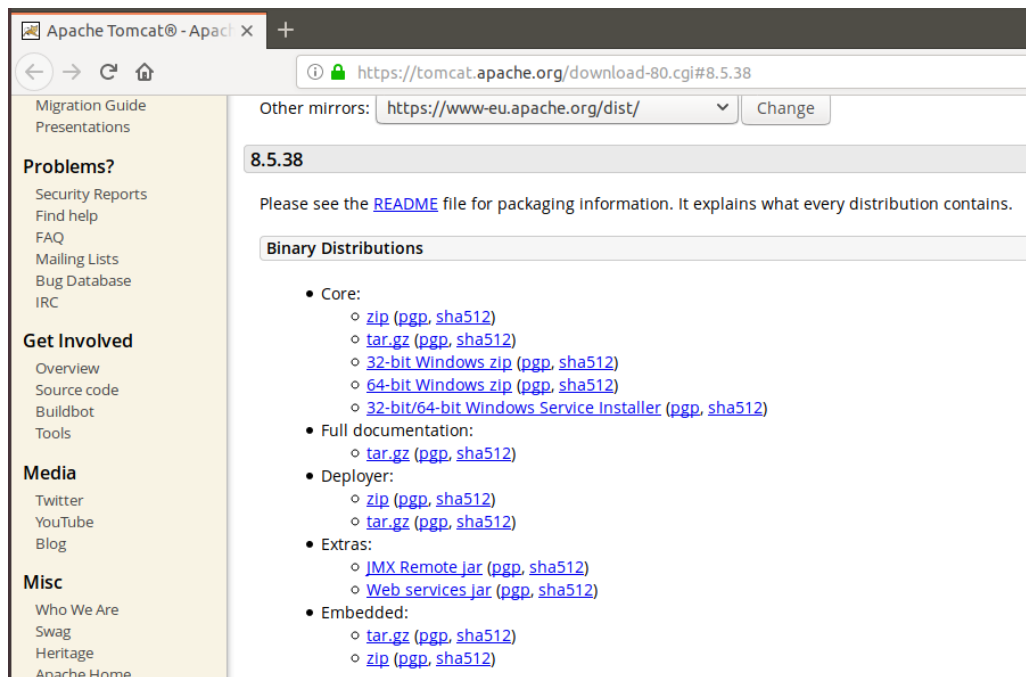 Apache Tomcat® - Apach
https://tomcat.apache.org/download-80.cgi#8.5.38
Migration Guide
Presentations
Problems?
Security Reports
Find help
FAQ
Mailing Lists
Bug Database
IRC
Get Involved
Overview
Source code
Buildbot
Tools
Media
Twitter
YouTube
Blog
Misc
Who We Are
Swag
Heritage
Apache Home
Other mirrors: https://www-eu.apache.org/dist/ Change
8.5.38
Please see the README file for packaging information. It explains what every distribution contains.
Binary Distributions
Core:
zip (pgp, sha512)
tar.gz (pgp, sha512)
32-bit Windows zip (pgp, sha512)
64-bit Windows zip (pgp, sha512)
32-bit/64-bit Windows Service Installer (pgp, sha512)
Full documentation:
tar.gz (pgp, sha512)
Deployer:
zip (pgp, sha512)
tar.gz (pgp, sha512)
Extras:
JMX Remote jar (pgp, sha512)
Web services jar (pgp, sha512)
Embedded:
tar.gz (pgp, sha512)
zip (pgp, sha512)